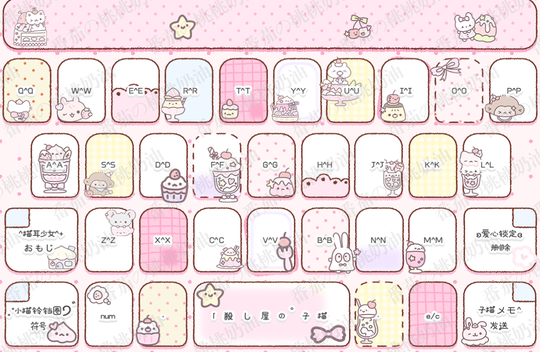 Q^Q
W^W
E^E
R^R
T^T
Y^Y
U^U
I^I
O^O
P^P
A^A
S^S
D^D
F^F
G^G
H^H
J^J
K^K
L^L
^猫耳少女^+
おもじ
Z^Z
X^X
C^C
V^V
B^B
N^N
M^M
爱心锁定
删除
小猫铃铛圈
符号
num
「殺し屋の"子猫
e/c
子猫メモ^
发送